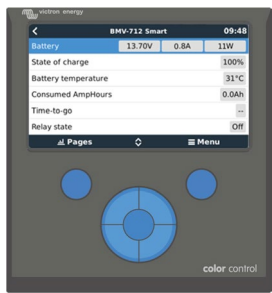 victron energy
BMV-712 Smart 09:48
Battery 13.70V 0.8A 11W
State of charge 100%
Battery temperature 31°C
Consumed AmpHours 0.0Ah
Time-to-go --
Relay state Off
Pages Menu
color control